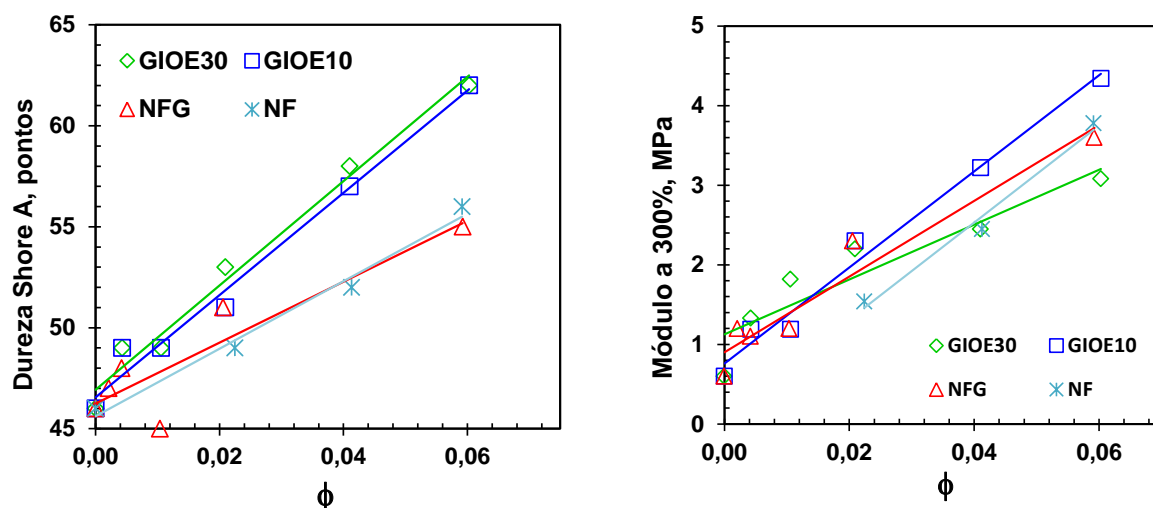 Dureza Shore A, pontos
65
60
55
50
45
GIOE30 GIOE10
NFG NF
0,00 0,02 0,04 0,06
ϕ
Módulo a 300%, MPa
5
4
3
2
1
0
GIOE30 GIOE10
NFG NF
0,00 0,02 0,04 0,06
ϕ